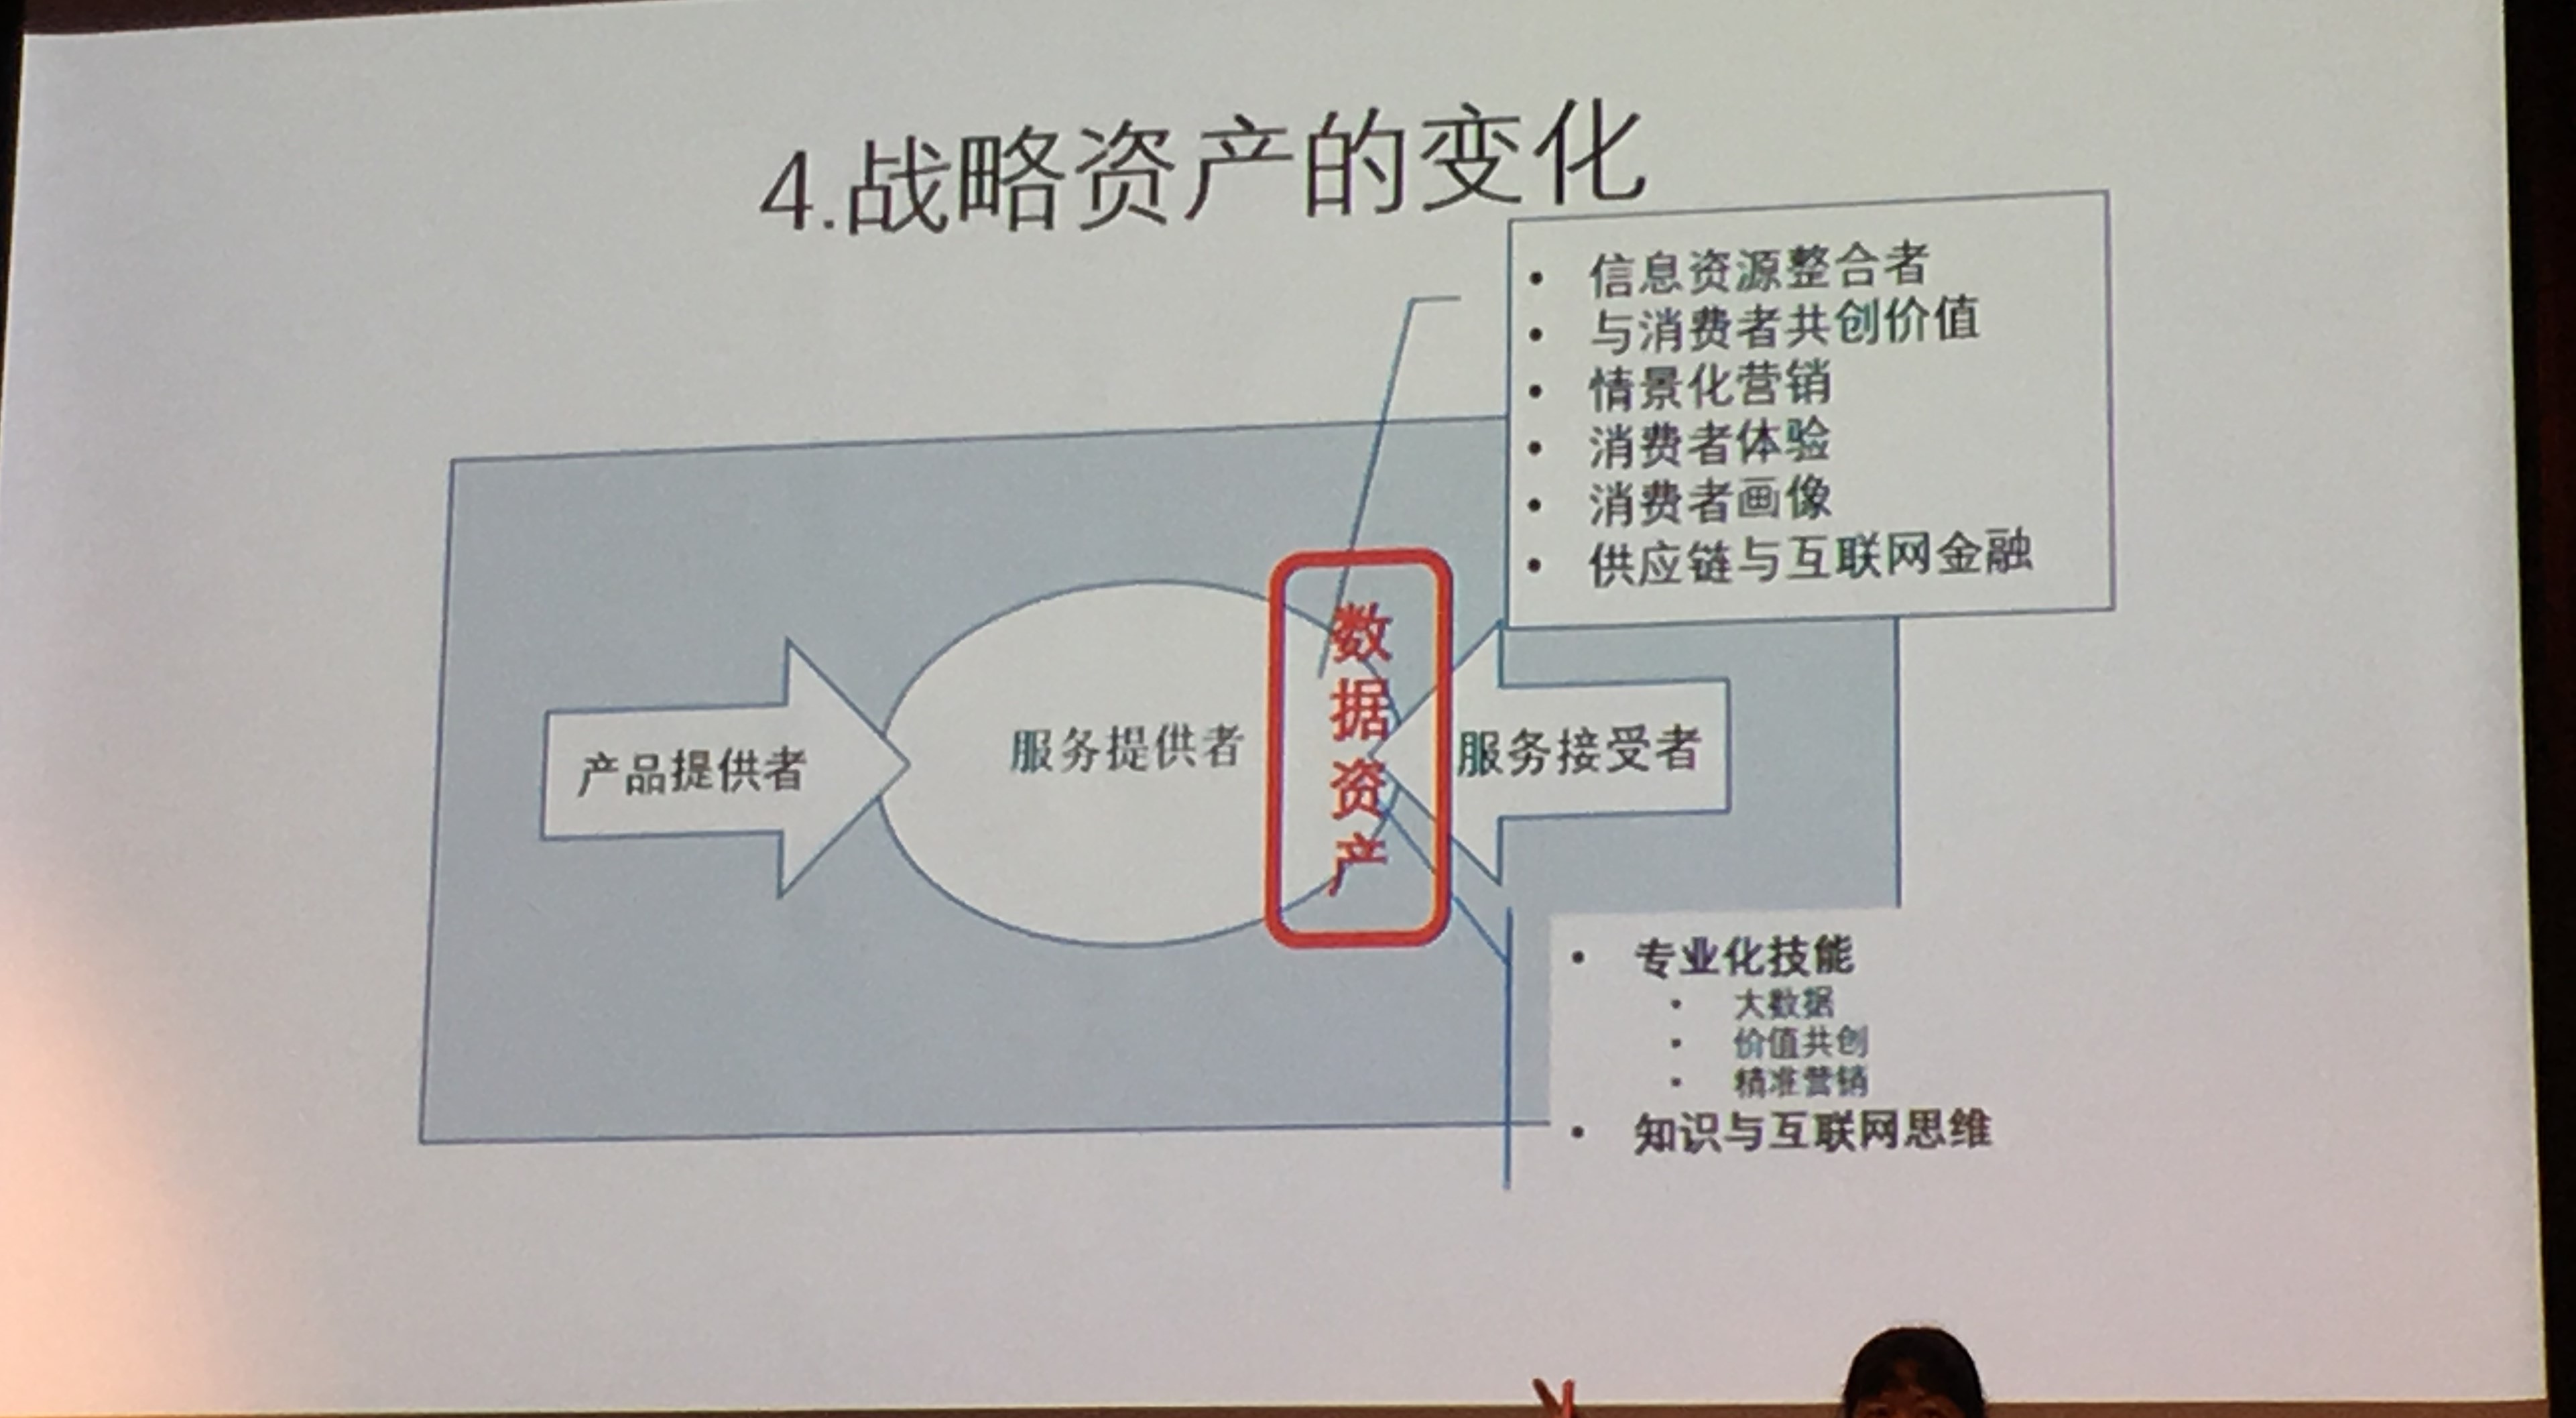 4.战略资产的变化
• 信息资源整合者
• 与消费者共创价值
• 情景化营销
• 消费者体验
• 消费者画像
• 供应链与互联网金融
产品提供者
服务提供者
数
据
资
产
服务接受者
• 专业化技能
• 大数据
• 价值共创
• 精准营销
• 知识与互联网思维